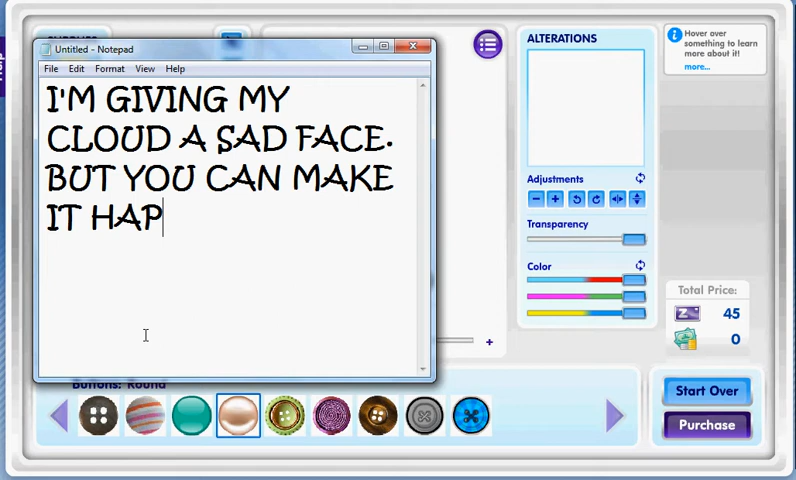 Help
Untitled - Notepad
File Edit Format View Help
I'M GIVING MY
CLOUD A SAD FACE.
BUT YOU CAN MAKE
IT HAP
ALTERATIONS
Hover over
something to learn
more about it!
more...
Adjustments
Transparency
Color
Total Price:
Z 45
0
Buttons: Round
Start Over
Purchase